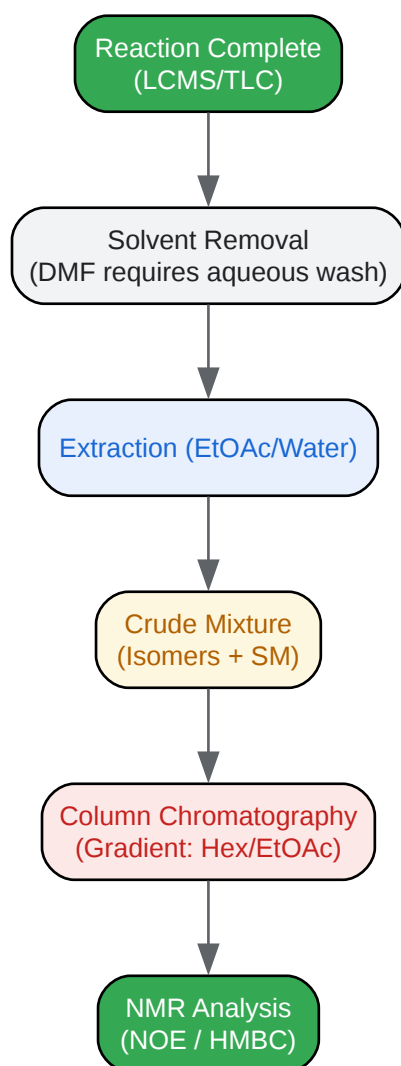 Reaction Complete
(LCMS/TLC)
Solvent Removal
(DMF requires aqueous wash)
Extraction (EtOAc/Water)
Crude Mixture
(Isomers + SM)
Column Chromatography
(Gradient: Hex/EtOAc)
NMR Analysis
(NOE / HMBC)